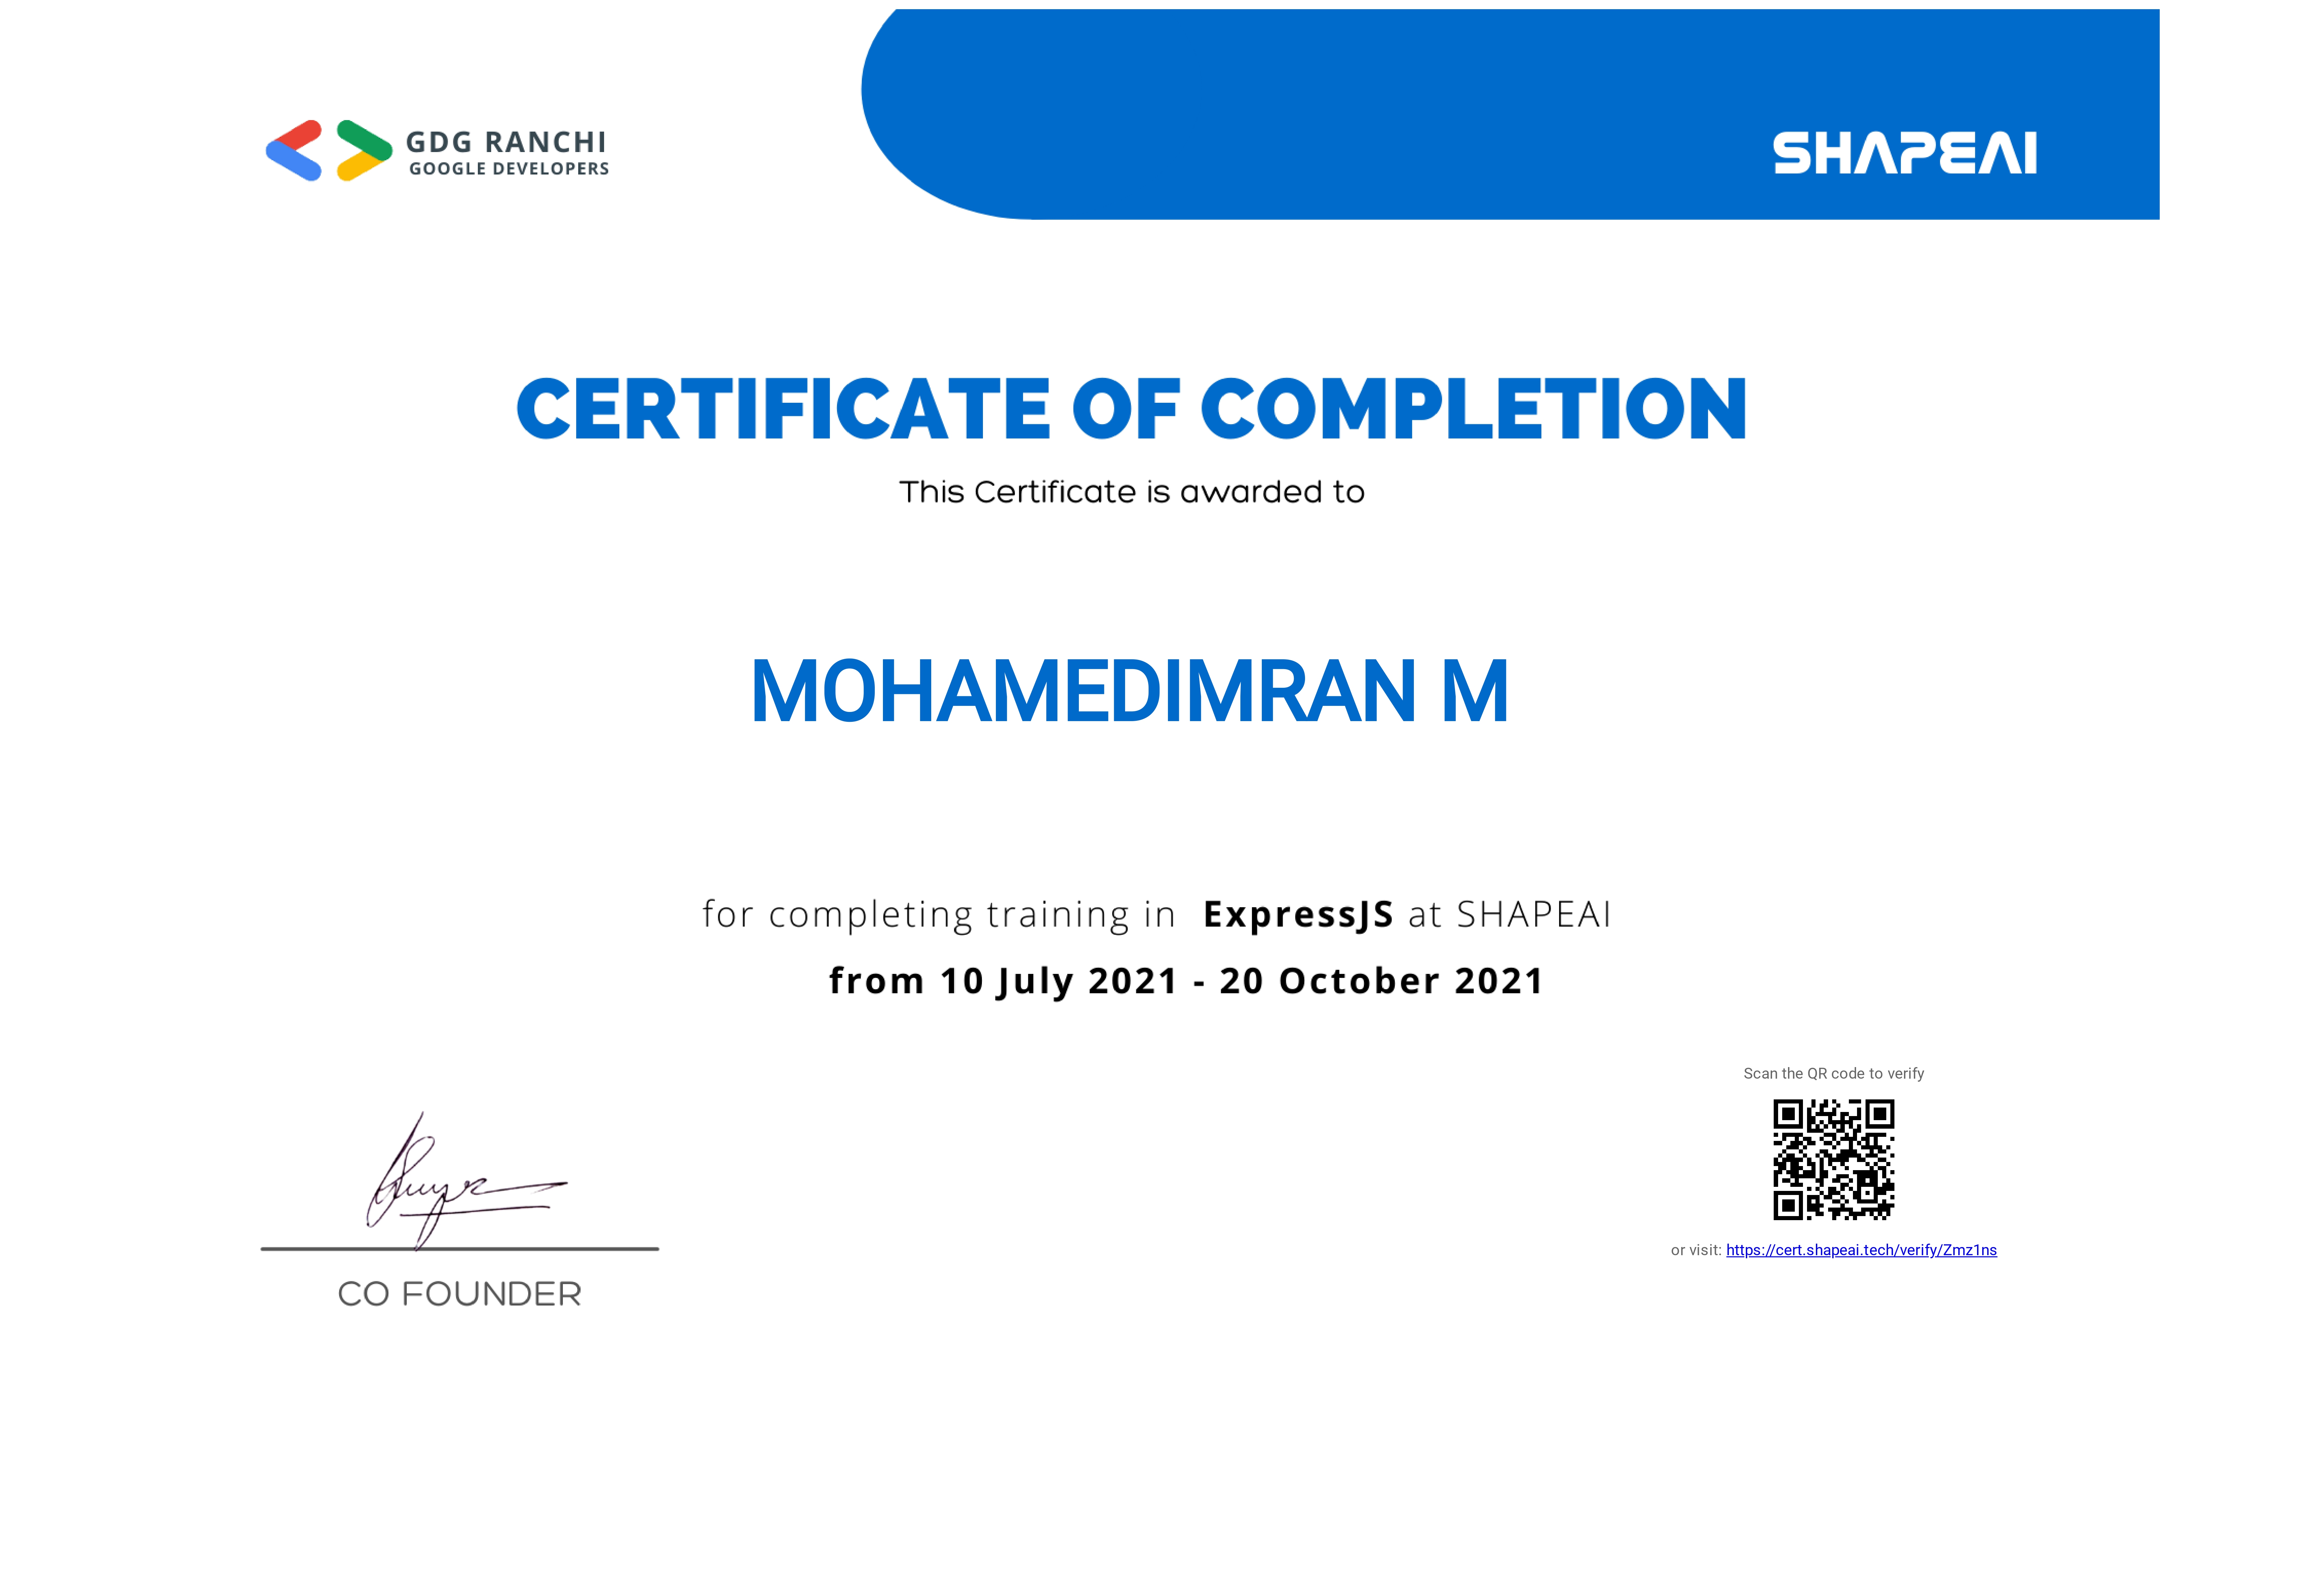 GDG RANCHI
GOOGLE DEVELOPERS
SHAPEAI
CERTIFICATE OF COMPLETION
This Certificate is awarded to
MOHAMEDIMRAN M
for completing training in ExpressJS at SHAPEAI
from 10 July 2021 - 20 October 2021
Scan the QR code to verify
or visit: https://cert.shapeai.tech/verify/Zmz1ns
CO FOUNDER